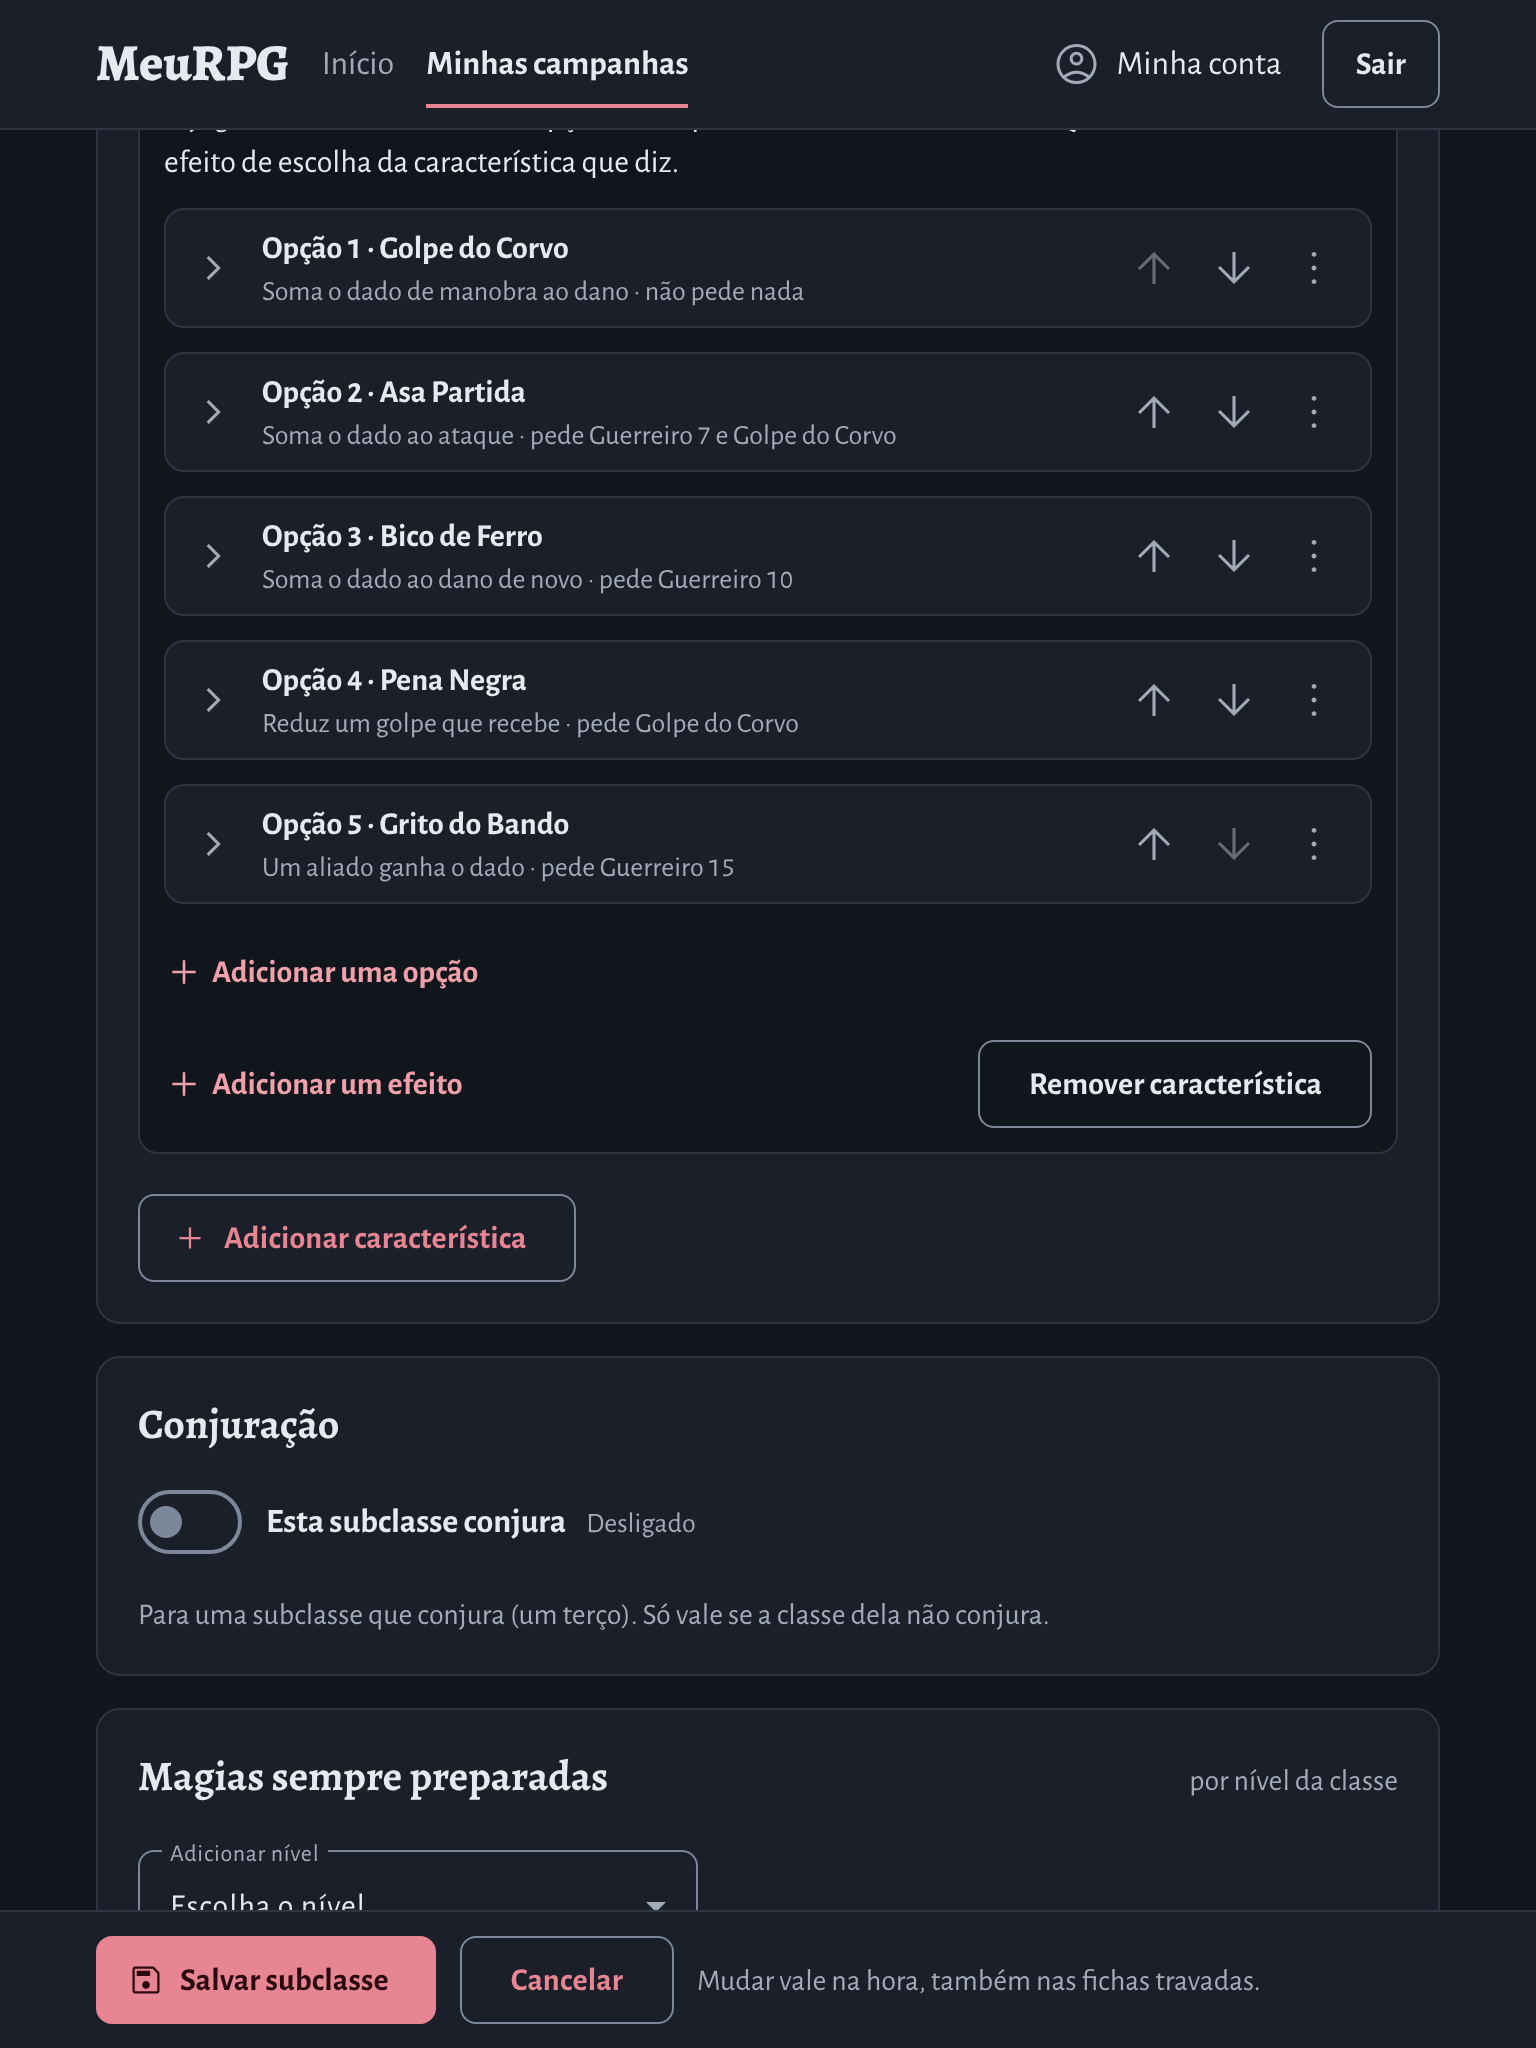 MeuRPG Início Minhas campanhas Minha conta Sair
efeito de escolha da característica que diz.
Opção 1 · Golpe do Corvo
Soma o dado de manobra ao dano · não pede nada
Opção 2 · Asa Partida
Soma o dado ao ataque · pede Guerreiro 7 e Golpe do Corvo
Opção 3 · Bico de Ferro
Soma o dado ao dano de novo · pede Guerreiro 10
Opção 4 · Pena Negra
Reduz um golpe que recebe · pede Golpe do Corvo
Opção 5 · Grito do Bando
Um aliado ganha o dado · pede Guerreiro 15
Adicionar uma opção
Adicionar um efeito Remover característica
Adicionar característica
Conjuração
Esta subclasse conjura Desligado
Para uma subclasse que conjura (um terço). Só vale se a classe dela não conjura.
Magias sempre preparadas por nível da classe
Adicionar nível
Escolha o nível
Salvar subclasse Cancelar Mudar vale na hora, também nas fichas travadas.